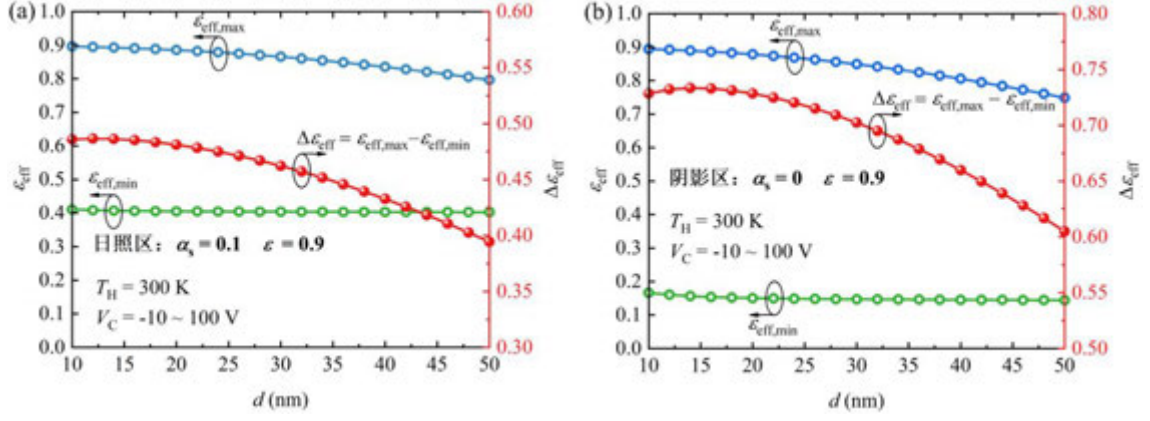 (a)
1.0
0.9
0.8
0.7
0.6
0.5
0.4
0.3
0.2
0.1
0.0
ε_eff
0.60
0.55
0.50
0.45
0.40
0.35
0.30
Δε_eff
ε_eff,max
Δε_eff = ε_eff,max−ε_eff,min
ε_eff,min
日照区：α_s = 0.1 ε = 0.9
T_H = 300 K
V_C = -10 ~ 100 V
10 15 20 25 30 35 40 45 50
d (nm)
(b)
1.0
0.9
0.8
0.7
0.6
0.5
0.4
0.3
0.2
0.1
0.0
ε_eff
0.80
0.75
0.70
0.65
0.60
0.55
0.50
Δε_eff
ε_eff,max
Δε_eff = ε_eff,max − ε_eff,min
阴影区：α_s = 0 ε = 0.9
T_H = 300 K
V_C = -10 ~ 100 V
ε_eff,min
10 15 20 25 30 35 40 45 50
d (nm)